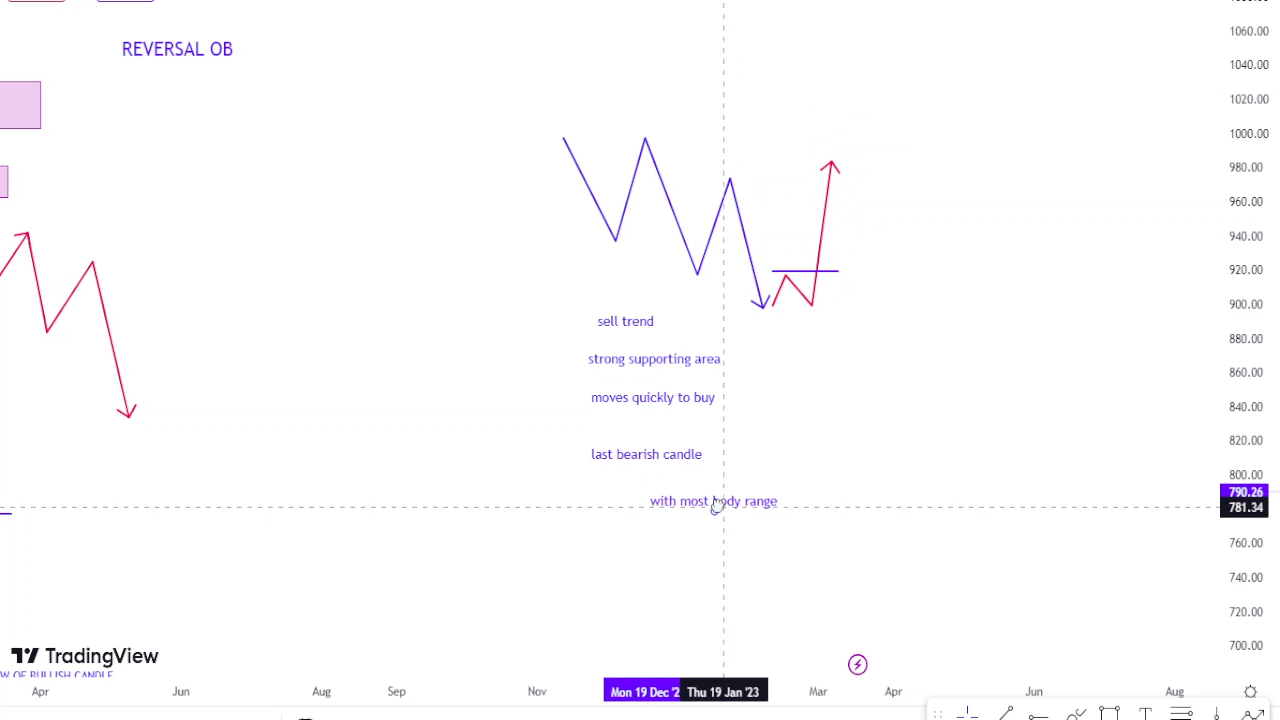 REVERSAL OB
1060.00
1040.00
1020.00
1000.00
980.00
960.00
940.00
920.00
900.00
880.00
860.00
840.00
820.00
800.00
790.26
781.34
760.00
740.00
720.00
700.00
sell trend
strong supporting area
moves quickly to buy
last bearish candle
with most body range
TradingView
OF BULLISH CANDLE
Apr Jun Aug Sep Nov Mon 19 Dec '2 Thu 19 Jan '23 Mar Apr Jun Aug